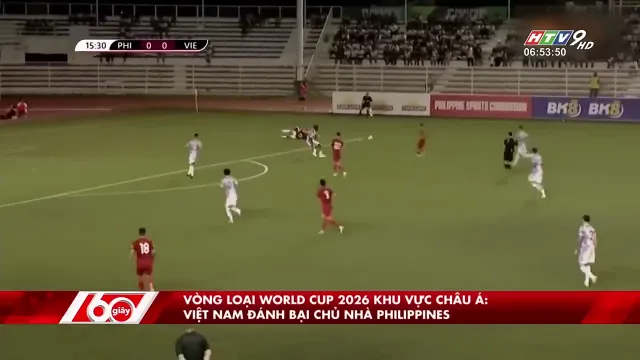 15:30 PHI 0 0 VIE
HTV9 HD
06:53:50
PHILIPPINE SPORTS COMMISSION
BK8 BK8
18
60 giây
VÒNG LOẠI WORLD CUP 2026 KHU VỰC CHÂU Á:
VIỆT NAM ĐÁNH BẠI CHỦ NHÀ PHILIPPINES